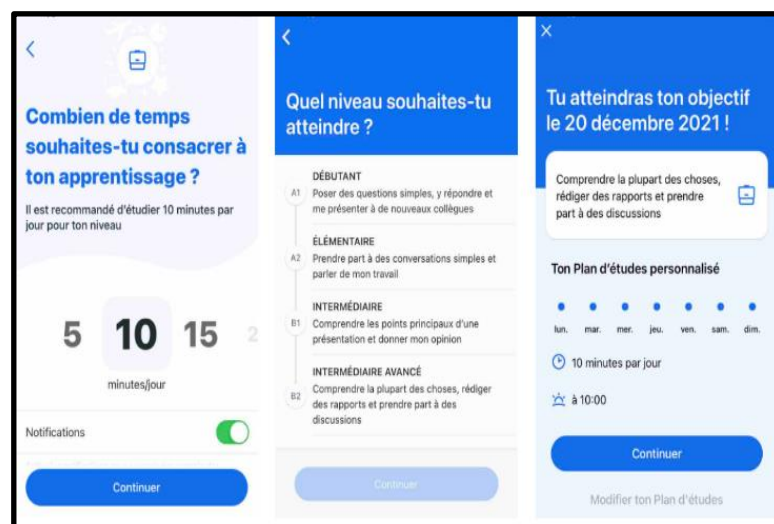 Combien de temps
souhaites-tu consacrer à
ton apprentissage ?
Il est recommandé d'étudier 10 minutes par
jour pour ton niveau
5 10 15 2
minutes/jour
Notifications
Continuer
Quel niveau souhaites-tu
atteindre ?
DÉBUTANT
A1 Poser des questions simples, y répondre et
me présenter à de nouveaux collègues
ÉLÉMENTAIRE
A2 Prendre part à des conversations simples et
parler de mon travail
INTERMÉDIAIRE
B1 Comprendre les points principaux d'une
présentation et donner mon opinion
INTERMÉDIAIRE AVANCÉ
B2 Comprendre la plupart des choses, rédiger
des rapports et prendre part à des
discussions
Continuer
Tu atteindras ton objectif
le 20 décembre 2021 !
Comprendre la plupart des choses,
rédiger des rapports et prendre
part à des discussions
Ton Plan d'études personnalisé
lun. mar. mer. jeu. ven. sam. dim.
10 minutes par jour
à 10:00
Continuer
Modifier ton Plan d'études